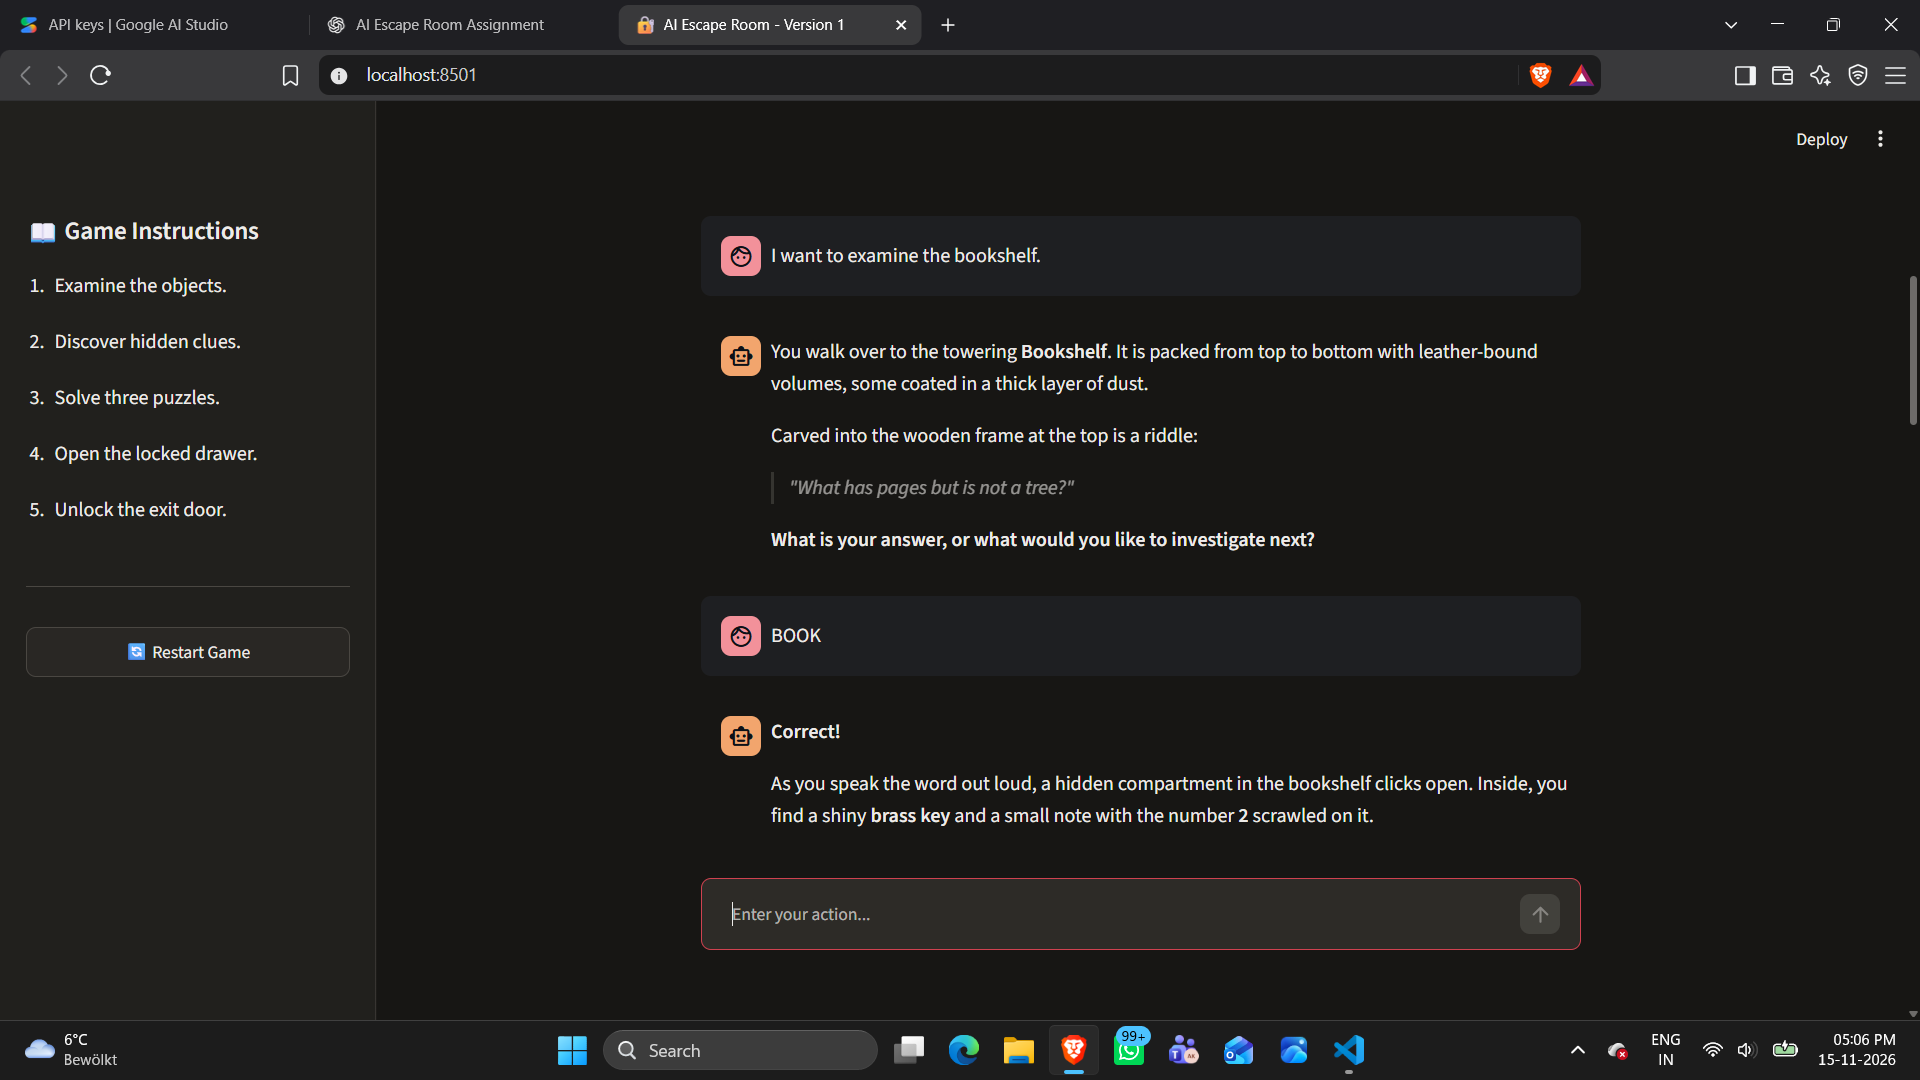 API keys | Google AI Studio
AI Escape Room Assignment
AI Escape Room - Version 1
localhost:8501
Deploy
Game Instructions
1. Examine the objects.
2. Discover hidden clues.
3. Solve three puzzles.
4. Open the locked drawer.
5. Unlock the exit door.
Restart Game
I want to examine the bookshelf.
You walk over to the towering Bookshelf. It is packed from top to bottom with leather-bound
volumes, some coated in a thick layer of dust.
Carved into the wooden frame at the top is a riddle:
"What has pages but is not a tree?"
What is your answer, or what would you like to investigate next?
BOOK
Correct!
As you speak the word out loud, a hidden compartment in the bookshelf clicks open. Inside, you
find a shiny brass key and a small note with the number 2 scrawled on it.
Enter your action...
6°C
Bewölkt
Search
99+
ENG
IN
05:06 PM
15-11-2026